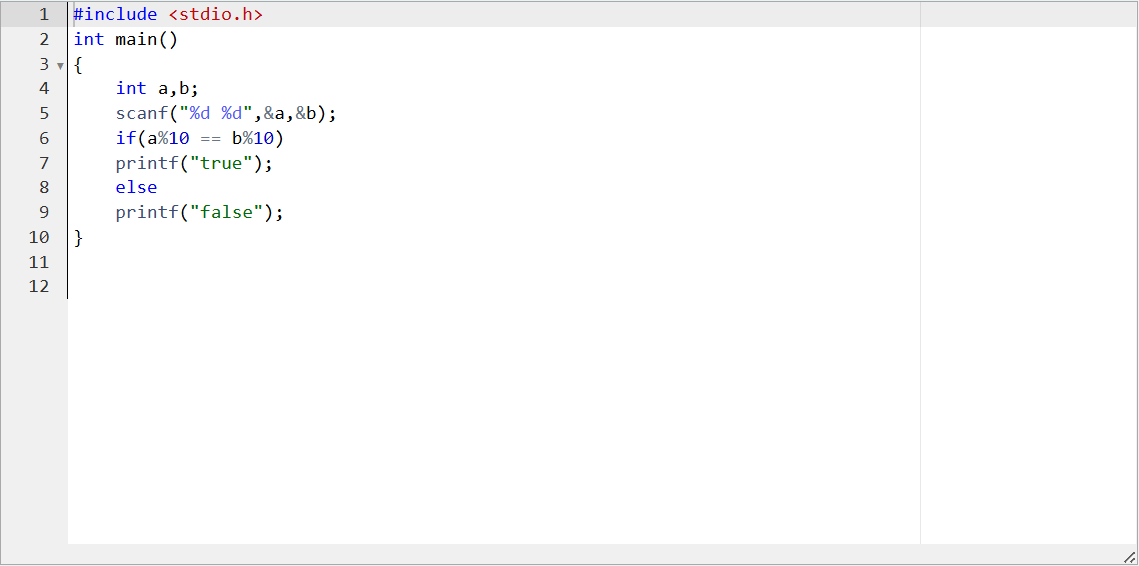 1 #include <stdio.h>
2 int main()
3 {
4     int a,b;
5     scanf("%d %d",&a,&b);
6     if(a%10 == b%10)
7     printf("true");
8     else
9     printf("false");
10 }
11
12